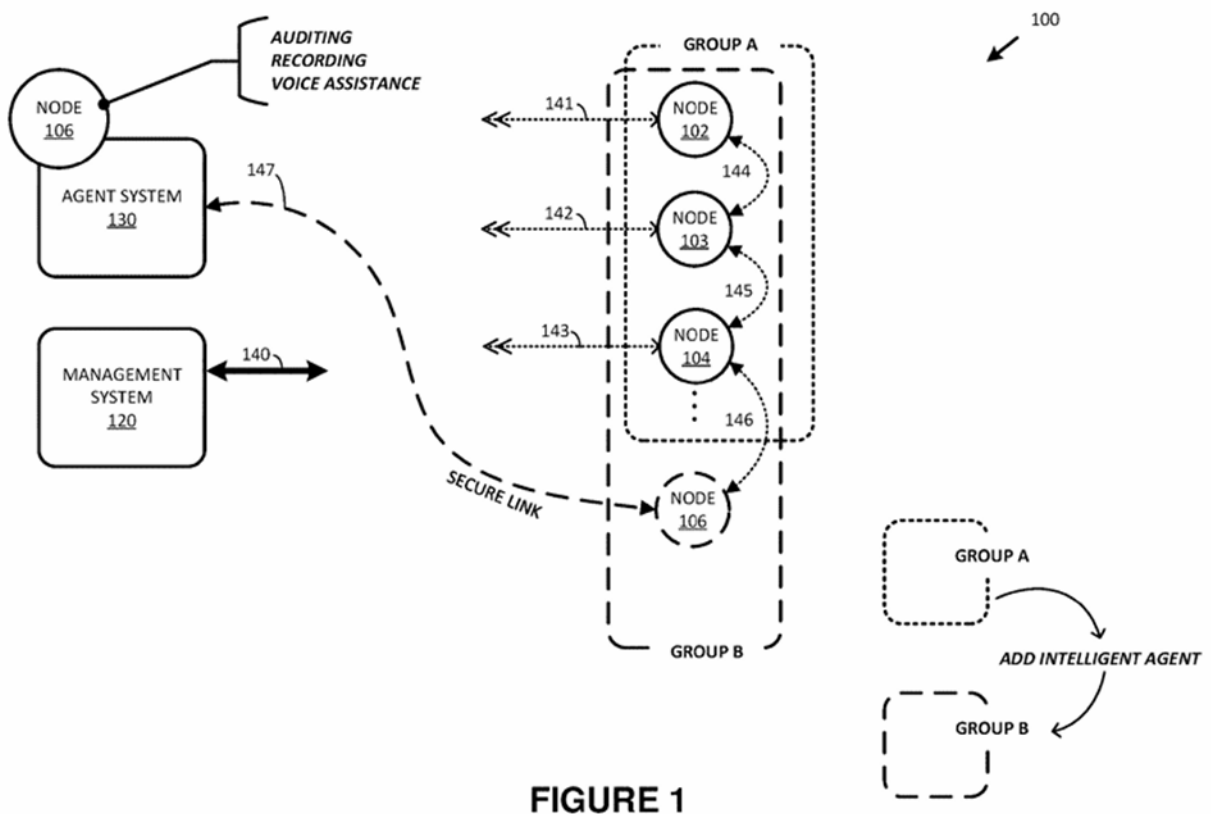 100
AUDITING
RECORDING
VOICE ASSISTANCE
GROUP A
NODE
106
141
NODE
102
144
AGENT SYSTEM
130
147
142
NODE
103
145
143
NODE
104
146
MANAGEMENT
SYSTEM
120
140
SECURE LINK
NODE
106
GROUP B
GROUP A
ADD INTELLIGENT AGENT
GROUP B
FIGURE 1